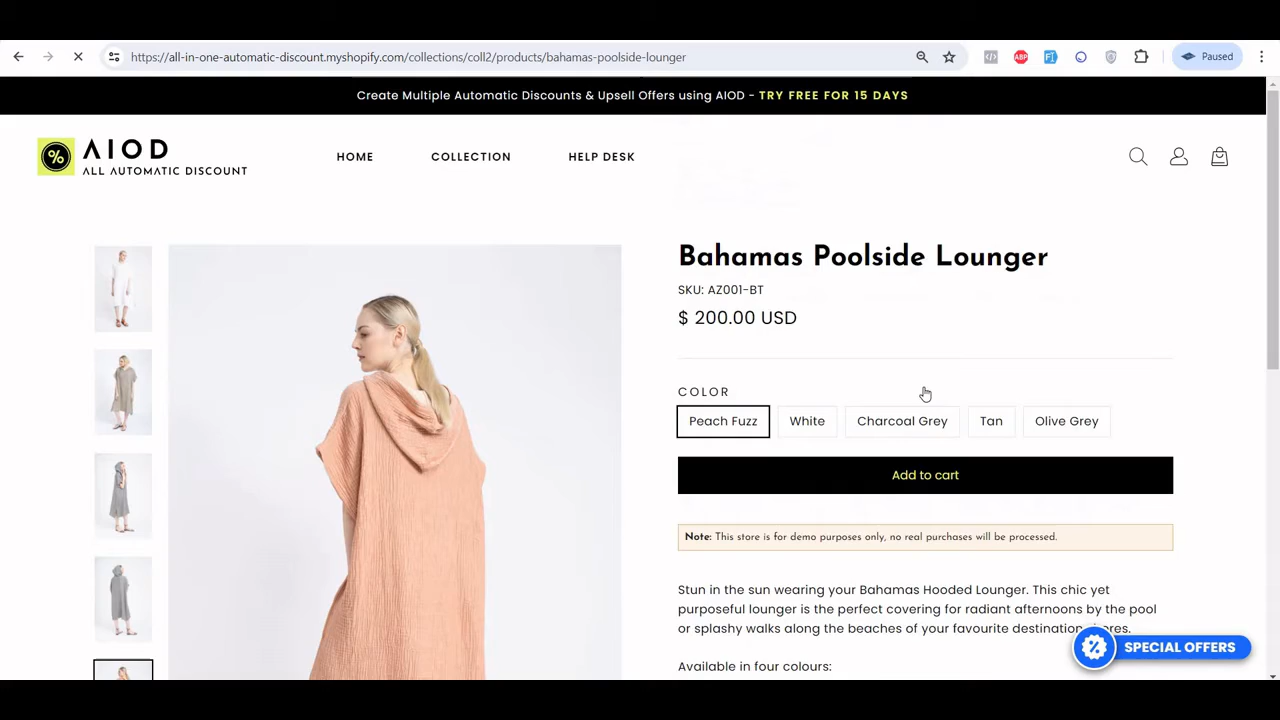 https://all-in-one-automatic-discount.myshopify.com/collections/coll2/products/bahamas-poolside-lounger
ABP
Paused
Create Multiple Automatic Discounts & Upsell Offers using AIOD - TRY FREE FOR 15 DAYS
%
AIOD
ALL AUTOMATIC DISCOUNT
HOME
COLLECTION
HELP DESK
Bahamas Poolside Lounger
SKU: AZ001-BT
$ 200.00 USD
COLOR
Peach Fuzz
White
Charcoal Grey
Tan
Olive Grey
Add to cart
Note: This store is for demo purposes only, no real purchases will be processed.
Stun in the sun wearing your Bahamas Hooded Lounger. This chic yet
purposeful lounger is the perfect covering for radiant afternoons by the pool
or splashy walks along the beaches of your favourite destination
SPECIAL OFFERS
Available in four colours: